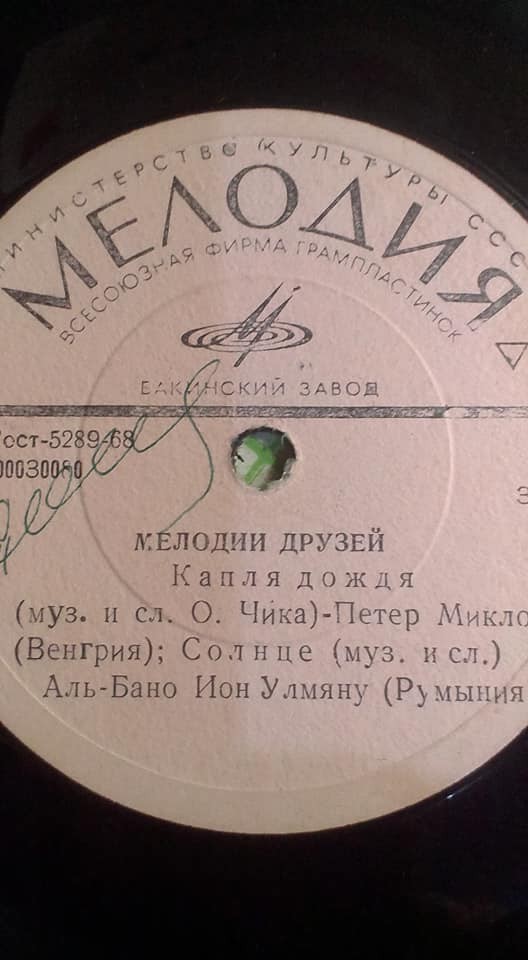 МИНИСТЕРСТВО КУЛЬТУРЫ СССР
МЕЛОДИЯ
ВСЕСОЮЗНАЯ ФИРМА ГРАМПЛАСТИНОК
БАКИНСКИЙ ЗАВОД
Гост-5289-68
00030080
МЕЛОДИИ ДРУЗЕЙ
Капля дождя
(муз. и сл. О. Чика)-Петер Микло
(Венгрия); Солнце (муз. и сл.)
Аль-Бано Ион Улмяну (Румыния